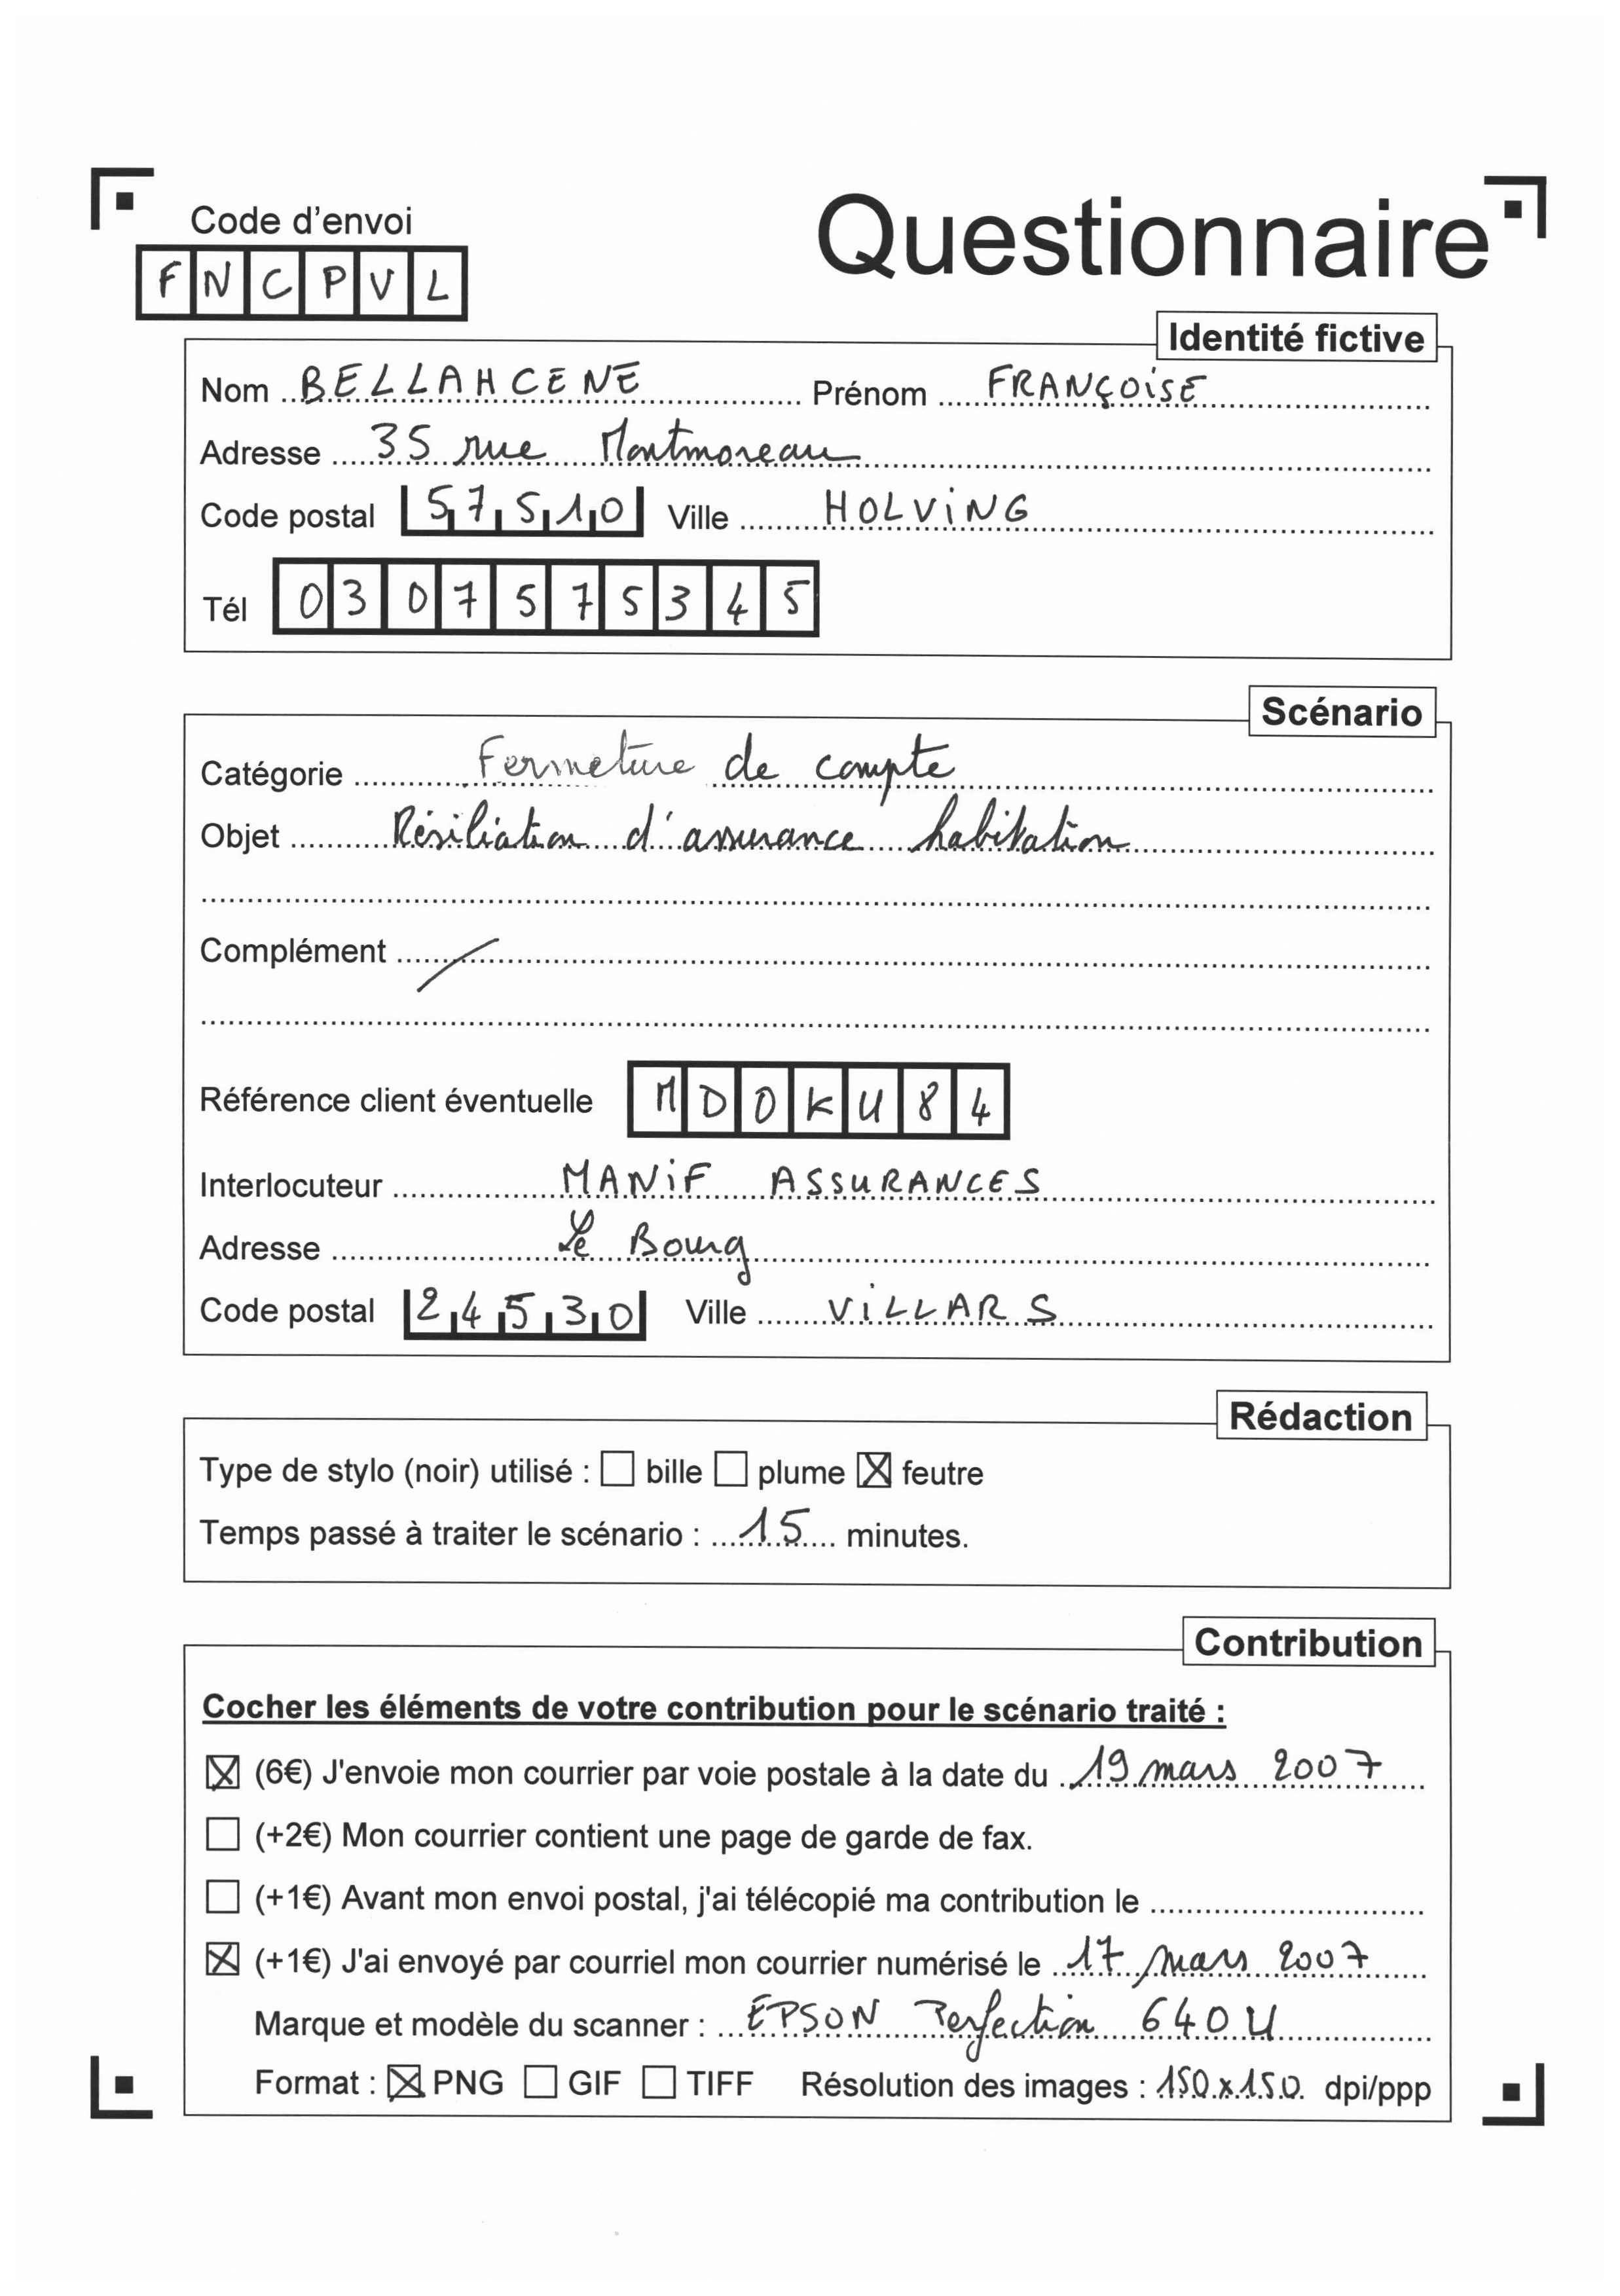 Code d'envoi
Questionnaire
FNCPVL
Identité fictive
Nom BELLAHCENE Prénom FRANÇOISE
Adresse 35 rue Montmoreau
Code postal 57510 Ville HOLVING
Tél 0307575345
Scénario
Catégorie Fermeture de compte
Objet Résiliation d'assurance habitation
Complément /
Référence client éventuelle MDOKU84
Interlocuteur MANIF ASSURANCES
Adresse Le Bourg
Code postal 24530 Ville VILLARS
Rédaction
Type de stylo (noir) utilisé : ☐ bille ☐ plume ☒ feutre
Temps passé à traiter le scénario : 15 minutes.
Contribution
Cocher les éléments de votre contribution pour le scénario traité :
☒ (6€) J'envoie mon courrier par voie postale à la date du 19 mars 2007
☐ (+2€) Mon courrier contient une page de garde de fax.
☐ (+1€) Avant mon envoi postal, j'ai télécopié ma contribution le
☒ (+1€) J'ai envoyé par courriel mon courrier numérisé le 17 mars 2007
Marque et modèle du scanner : EPSON Perfection 640U
Format : ☒ PNG ☐ GIF ☐ TIFF Résolution des images : 150x150 dpi/ppp